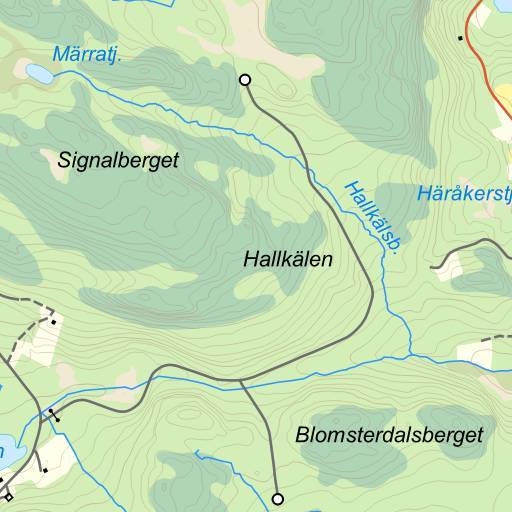 Märratj.
Signalberget
Hallkälsb.
Häråkerstj
Hallkälen
Blomsterdalsberget
n